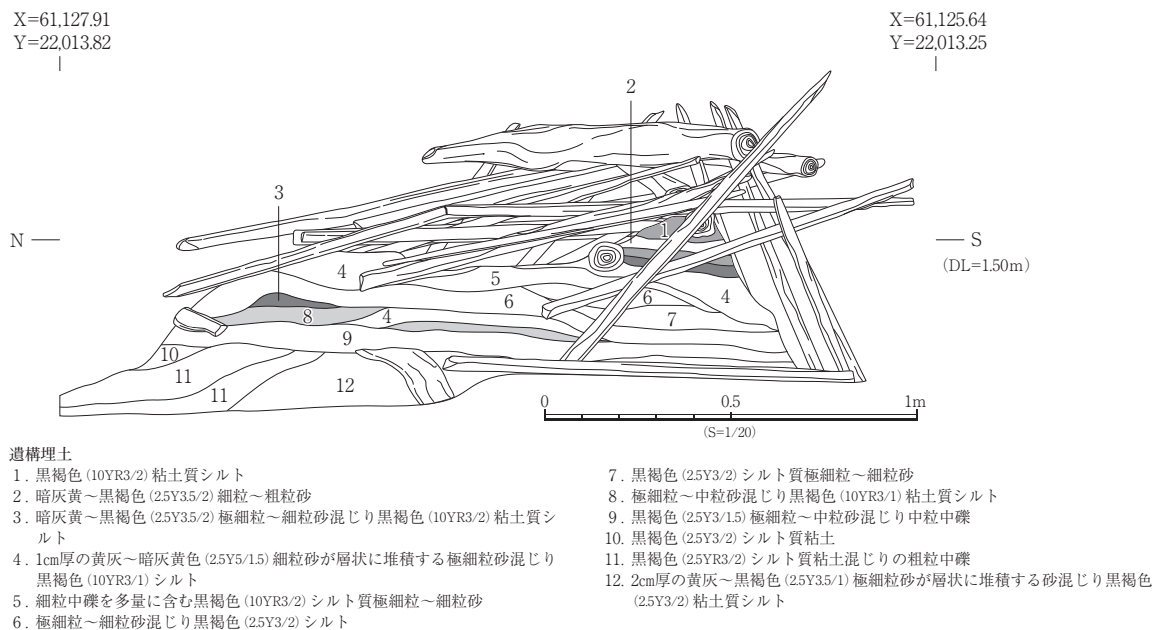 X=61,127.91
Y=22,013.82
X=61,125.64
Y=22,013.25
2
3
1
N
S
(DL=1.50m)
4
5
6
6
4
8
4
7
9
10
11
12
11
0 0.5 1m
(S=1/20)
遺構埋土
1. 黒褐色 (10YR3/2) 粘土質シルト
2. 暗灰黄～黒褐色 (2.5Y3.5/2) 細粒～粗粒砂
3. 暗灰黄～黒褐色 (2.5Y3.5/2) 極細粒～細粒砂混じり黒褐色 (10YR3/2) 粘土質シ
ルト
4. 1cm厚の黄灰～暗灰黄色 (2.5Y5/1.5) 細粒砂が層状に堆積する極細粒砂混じり
黒褐色 (10YR3/1) シルト
5. 細粒中礫を多量に含む黒褐色 (10YR3/2) シルト質極細粒～細粒砂
6. 極細粒～細粒砂混じり黒褐色 (2.5Y3/2) シルト
7. 黒褐色 (2.5Y3/2) シルト質極細粒～細粒砂
8. 極細粒～中粒砂混じり黒褐色 (10YR3/1) 粘土質シルト
9. 黒褐色 (2.5Y3/1.5) 極細粒～中粒砂混じり中粒中礫
10. 黒褐色 (2.5Y3/2) シルト質粘土
11. 黒褐色 (2.5YR3/2) シルト質粘土混じりの粗粒中礫
12. 2cm厚の黄灰～黒褐色 (2.5Y3.5/1) 極細粒砂が層状に堆積する砂混じり黒褐色
(2.5Y3/2) 粘土質シルト